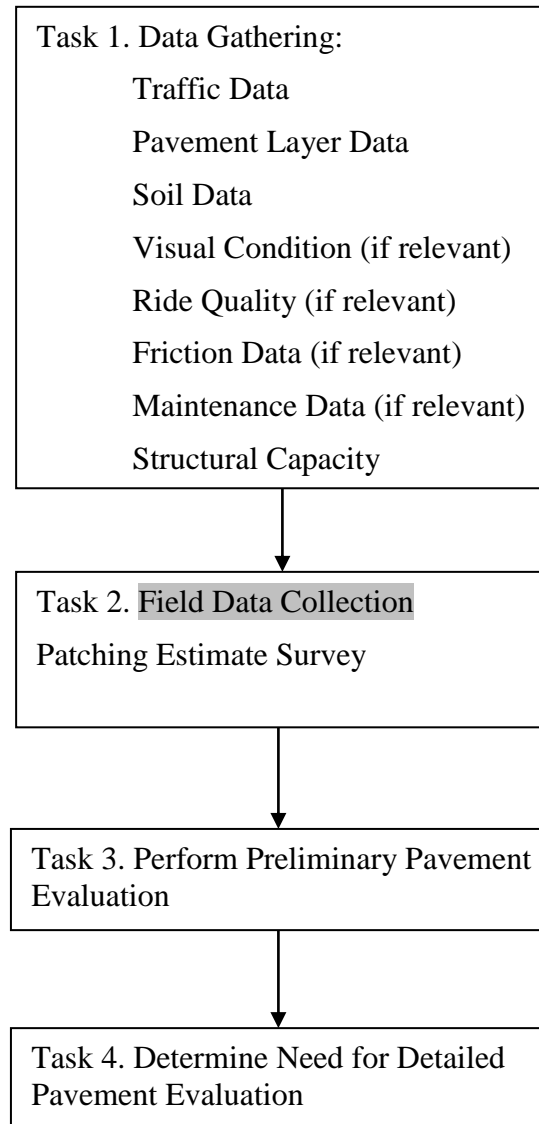 Task 1. Data Gathering:
Traffic Data
Pavement Layer Data
Soil Data
Visual Condition (if relevant)
Ride Quality (if relevant)
Friction Data (if relevant)
Maintenance Data (if relevant)
Structural Capacity
Task 2. Field Data Collection
Patching Estimate Survey
Task 3. Perform Preliminary Pavement
Evaluation
Task 4. Determine Need for Detailed
Pavement Evaluation